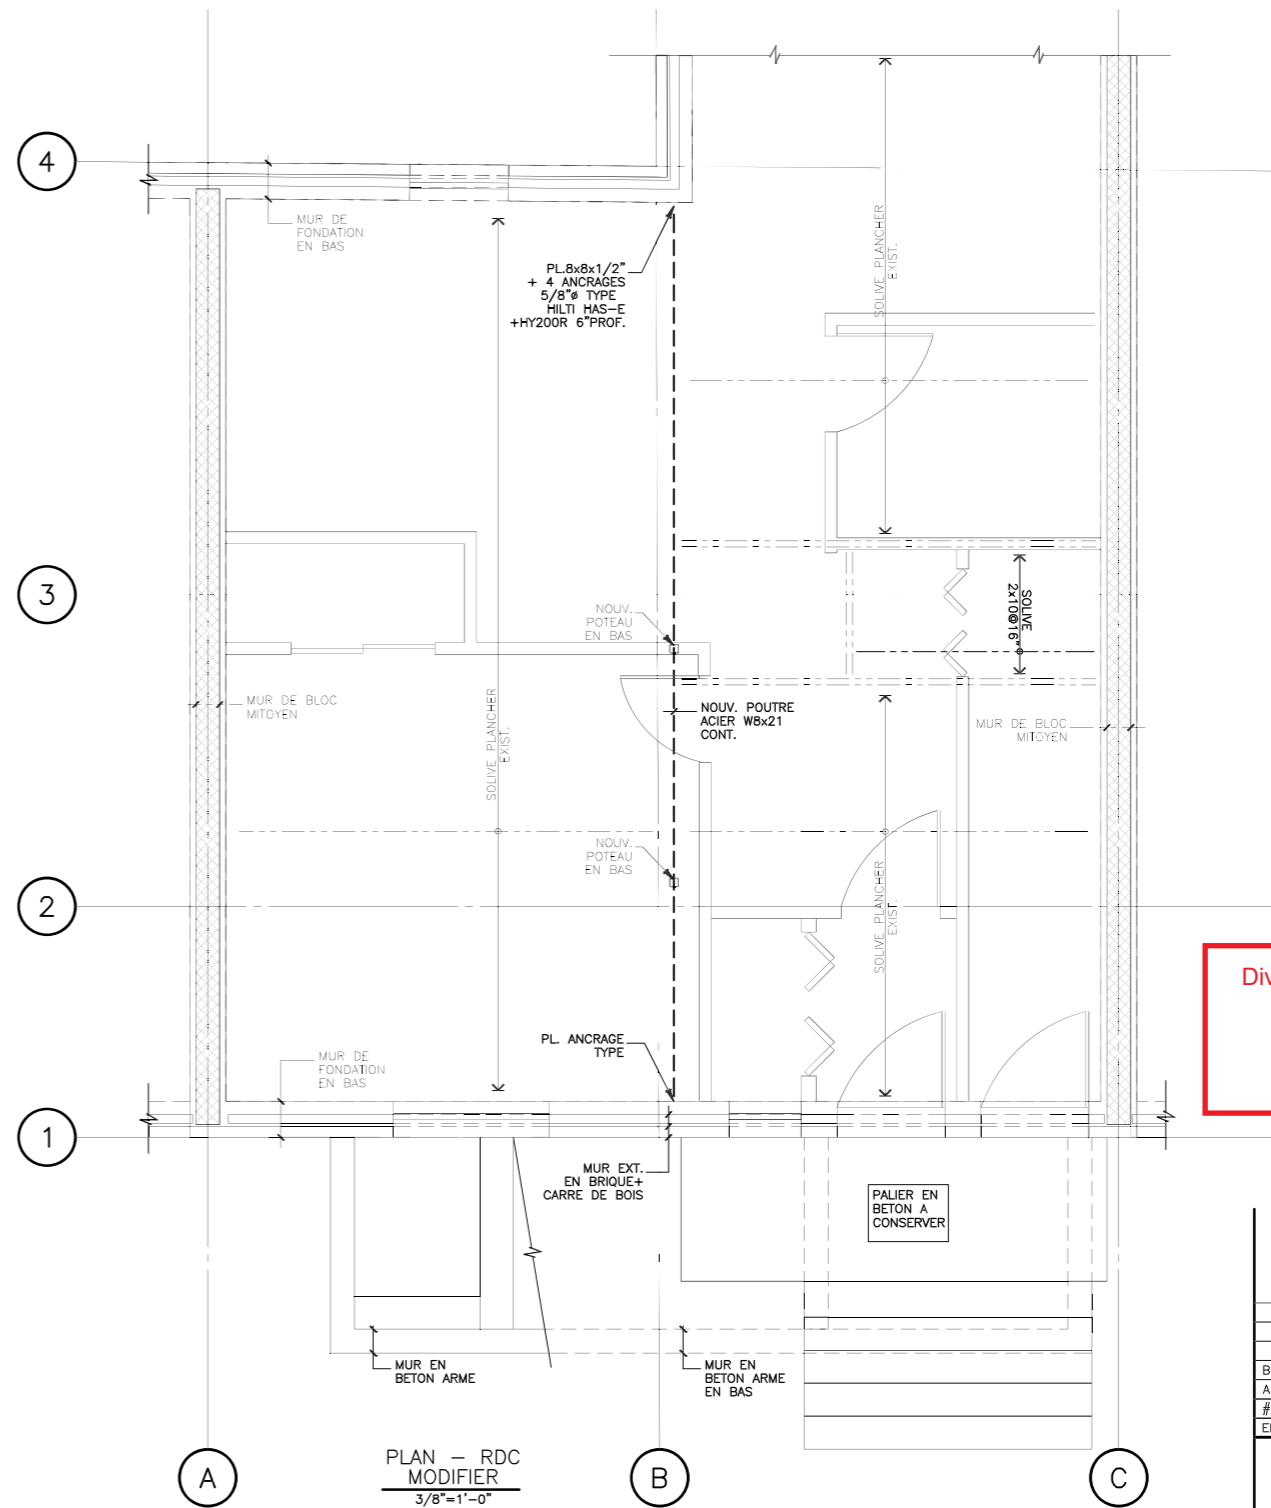 4
MUR DE
FONDATION
EN BAS
PL.8x8x1/2"
+ 4 ANCRAGES
5/8"ø TYPE
HILTI HAS-E
+HY200R 6"PROF.
SOLIVE PLANCHER
EXIST.
3
NOUV.
POTEAU
EN BAS
SOLIVE
2x10@16"
MUR DE BLOC
MITOYEN
SOLIVE PLANCHER
EXIST.
NOUV. POUTRE
ACIER W8x21
CONT.
MUR DE BLOC
MITOYEN
NOUV.
POTEAU
EN BAS
SOLIVE PLANCHER
EXIST.
2
Div
PL. ANCRAGE
TYPE
MUR DE
FONDATION
EN BAS
1
MUR EXT.
EN BRIQUE+
CARRE DE BOIS
PALIER EN
BETON A
CONSERVER
MUR EN
BETON ARME
MUR EN
BETON ARME
EN BAS
B
A
#
PLAN - RDC
MODIFIER
3/8"=1'-0"
A
B
C